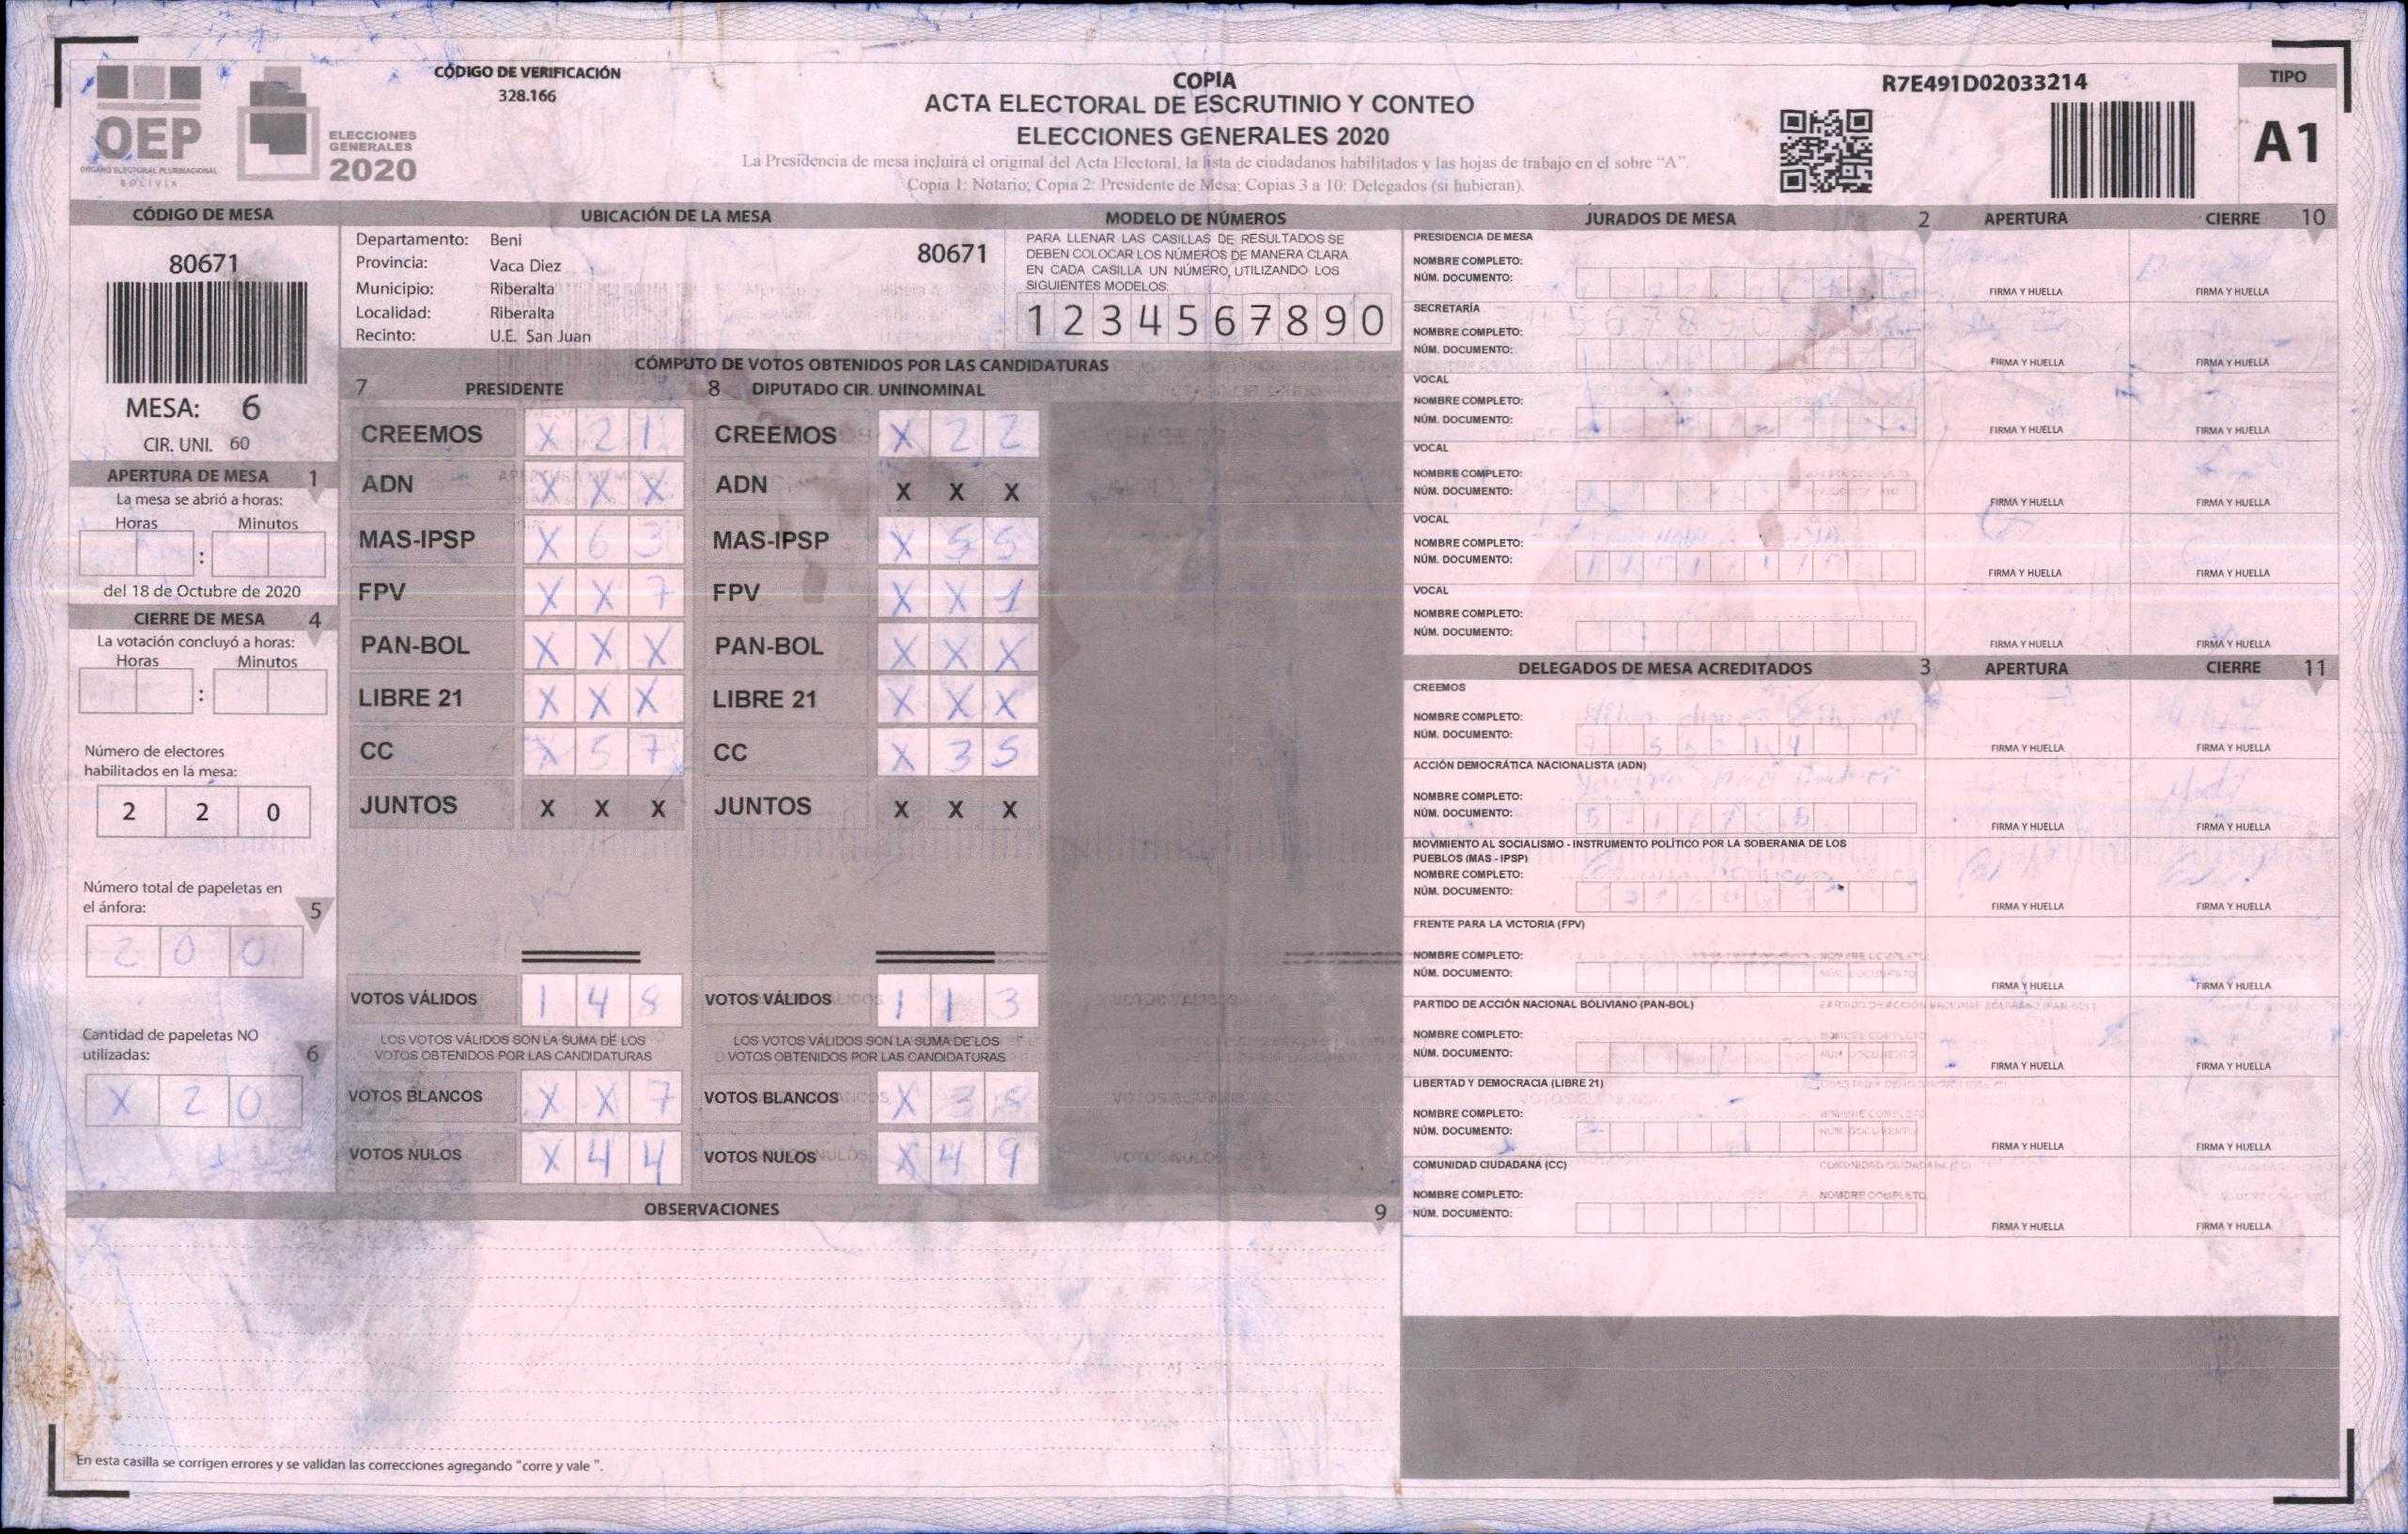 CÓDIGO DE VERIFICACIÓN
328.166
OEP
ÓRGANO ELECTORAL PLURINACIONAL
BOLIVIA
ELECCIONES
GENERALES
2020
COPIA
ACTA ELECTORAL DE ESCRUTINIO Y CONTEO
ELECCIONES GENERALES 2020
La Presidencia de mesa incluirá el original del Acta Electoral, la lista de ciudadanos habilitados y las hojas de trabajo en el sobre “A”.
Copia 1: Notario; Copia 2: Presidente de Mesa; Copias 3 a 10: Delegados (si hubieran).
R7E491D02033214
TIPO
A1
CÓDIGO DE MESA
80671
MESA: 6
CIR. UNI. 60
APERTURA DE MESA 1
La mesa se abrió a horas:
Horas Minutos
:
del 18 de Octubre de 2020
CIERRE DE MESA 4
La votación concluyó a horas:
Horas Minutos
:
Número de electores
habilitados en la mesa:
2 2 0
Número total de papeletas en
el ánfora: 5
2 0 0
Cantidad de papeletas NO
utilizadas: 6
X 2 0
UBICACIÓN DE LA MESA
Departamento: Beni 80671
Provincia: Vaca Diez
Municipio: Riberalta
Localidad: Riberalta
Recinto: U.E. San Juan
MODELO DE NÚMEROS
PARA LLENAR LAS CASILLAS DE RESULTADOS SE
DEBEN COLOCAR LOS NÚMEROS DE MANERA CLARA
EN CADA CASILLA UN NÚMERO, UTILIZANDO LOS
SIGUIENTES MODELOS:
1 2 3 4 5 6 7 8 9 0
CÓMPUTO DE VOTOS OBTENIDOS POR LAS CANDIDATURAS
7 PRESIDENTE 8 DIPUTADO CIR. UNINOMINAL
CREEMOS X 2 1 CREEMOS X 2 2
ADN X X X ADN X X X
MAS-IPSP X 6 3 MAS-IPSP X 5 5
FPV X X 7 FPV X X 1
PAN-BOL X X X PAN-BOL X X X
LIBRE 21 X X X LIBRE 21 X X X
CC X 5 7 CC X 3 5
JUNTOS X X X JUNTOS X X X
VOTOS VÁLIDOS 1 4 8 VOTOS VÁLIDOS 1 1 3
LOS VOTOS VÁLIDOS SON LA SUMA DE LOS LOS VOTOS VÁLIDOS SON LA SUMA DE LOS
VOTOS OBTENIDOS POR LAS CANDIDATURAS VOTOS OBTENIDOS POR LAS CANDIDATURAS
VOTOS BLANCOS X X 7 VOTOS BLANCOS X 3 8
VOTOS NULOS X 4 4 VOTOS NULOS X 4 9
OBSERVACIONES 9
En esta casilla se corrigen errores y se validan las correcciones agregando "corre y vale ".
JURADOS DE MESA 2 APERTURA CIERRE 10
PRESIDENCIA DE MESA
NOMBRE COMPLETO:
NÚM. DOCUMENTO:
FIRMA Y HUELLA FIRMA Y HUELLA
SECRETARÍA
NOMBRE COMPLETO:
NÚM. DOCUMENTO:
FIRMA Y HUELLA FIRMA Y HUELLA
VOCAL
NOMBRE COMPLETO:
NÚM. DOCUMENTO:
FIRMA Y HUELLA FIRMA Y HUELLA
VOCAL
NOMBRE COMPLETO:
NÚM. DOCUMENTO:
FIRMA Y HUELLA FIRMA Y HUELLA
VOCAL
NOMBRE COMPLETO:
NÚM. DOCUMENTO:
FIRMA Y HUELLA FIRMA Y HUELLA
VOCAL
NOMBRE COMPLETO:
NÚM. DOCUMENTO:
FIRMA Y HUELLA FIRMA Y HUELLA
DELEGADOS DE MESA ACREDITADOS 3 APERTURA CIERRE 11
CREEMOS
NOMBRE COMPLETO:
NÚM. DOCUMENTO:
FIRMA Y HUELLA FIRMA Y HUELLA
ACCIÓN DEMOCRÁTICA NACIONALISTA (ADN)
NOMBRE COMPLETO:
NÚM. DOCUMENTO:
FIRMA Y HUELLA FIRMA Y HUELLA
MOVIMIENTO AL SOCIALISMO - INSTRUMENTO POLÍTICO POR LA SOBERANIA DE LOS
PUEBLOS (MAS - IPSP)
NOMBRE COMPLETO:
NÚM. DOCUMENTO:
FIRMA Y HUELLA FIRMA Y HUELLA
FRENTE PARA LA VICTORIA (FPV)
NOMBRE COMPLETO:
NÚM. DOCUMENTO:
FIRMA Y HUELLA FIRMA Y HUELLA
PARTIDO DE ACCIÓN NACIONAL BOLIVIANO (PAN-BOL)
NOMBRE COMPLETO:
NÚM. DOCUMENTO:
FIRMA Y HUELLA FIRMA Y HUELLA
LIBERTAD Y DEMOCRACIA (LIBRE 21)
NOMBRE COMPLETO:
NÚM. DOCUMENTO:
FIRMA Y HUELLA FIRMA Y HUELLA
COMUNIDAD CIUDADANA (CC)
NOMBRE COMPLETO:
NÚM. DOCUMENTO:
FIRMA Y HUELLA FIRMA Y HUELLA